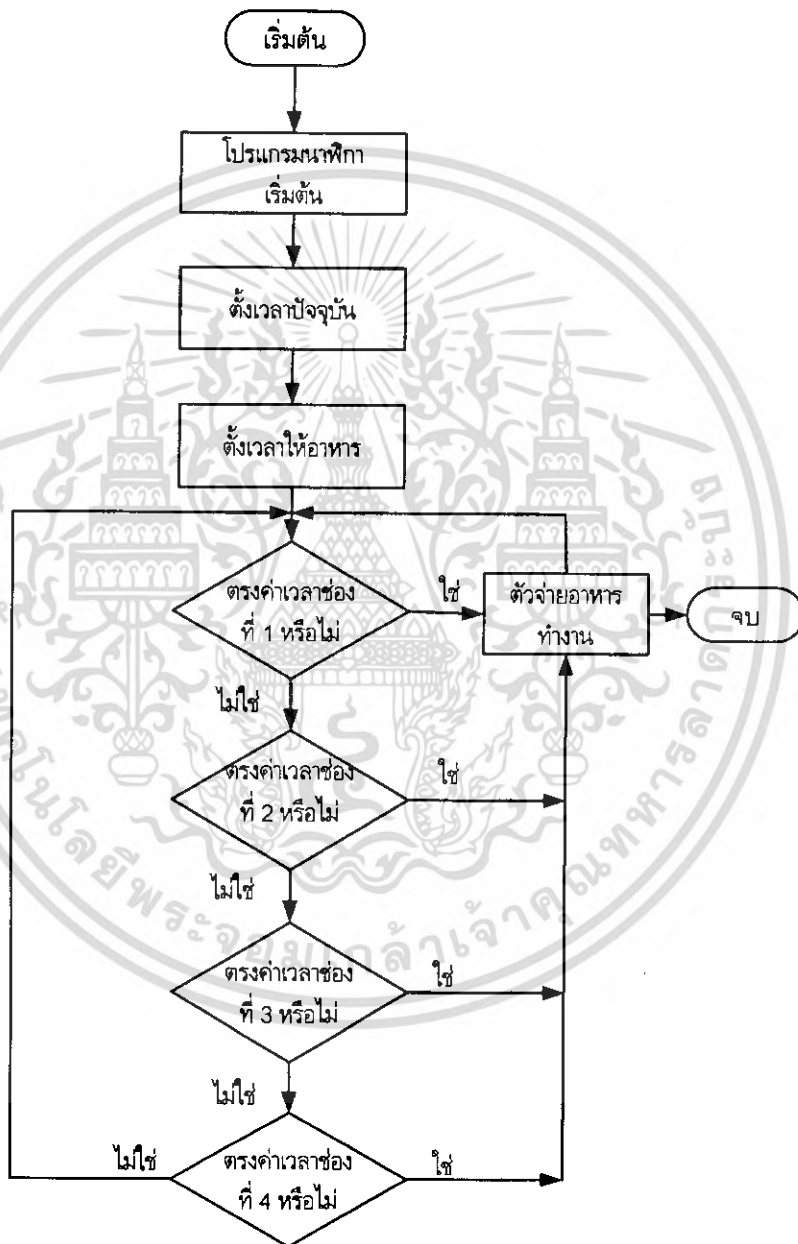 เริ่มต้น
โปรแกรมนาฬิกา
เริ่มต้น
ตั้งเวลาปัจจุบัน
ตั้งเวลาให้อาหาร
ตรงค่าเวลาช่อง
ที่ 1 หรือไม่
ใช่
ตัวจ่ายอาหาร
ทำงาน
จบ
ไม่ใช่
ตรงค่าเวลาช่อง
ที่ 2 หรือไม่
ใช่
ไม่ใช่
ตรงค่าเวลาช่อง
ที่ 3 หรือไม่
ใช่
ไม่ใช่
ไม่ใช่
ตรงค่าเวลาช่อง
ที่ 4 หรือไม่
ใช่